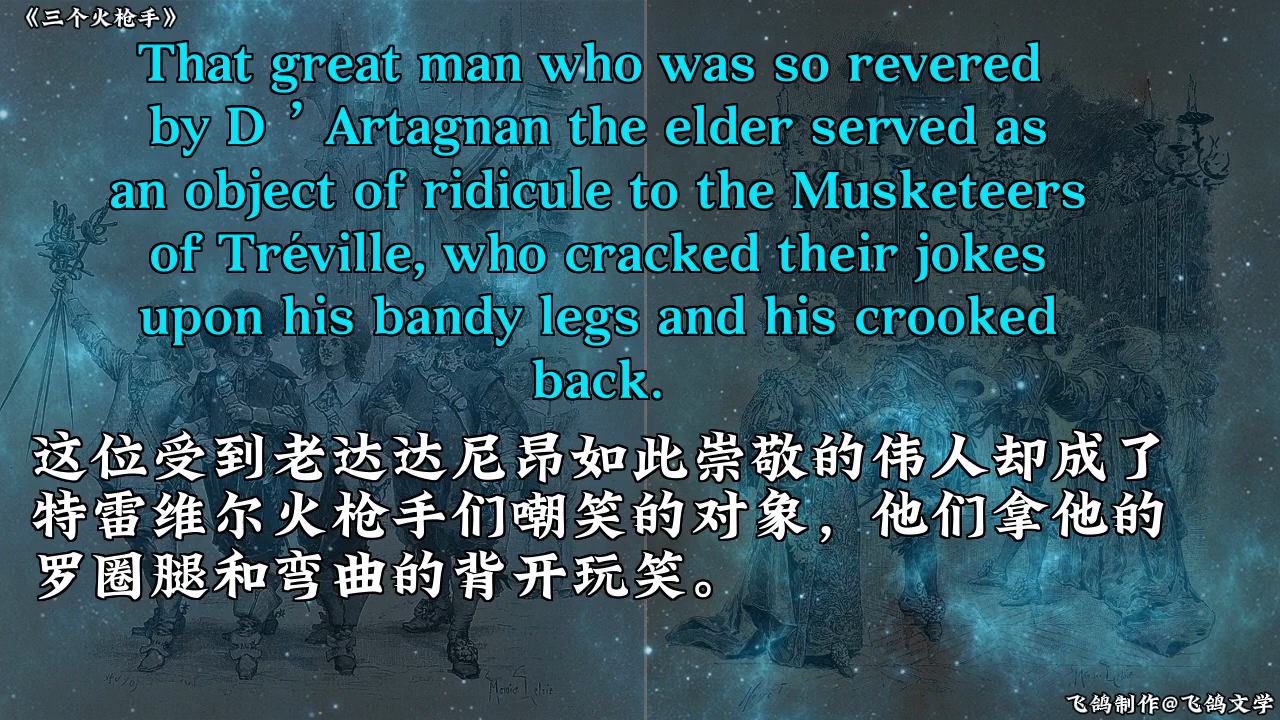 《三个火枪手》
That great man who was so revered
by D ’ Artagnan the elder served as
an object of ridicule to the Musketeers
of Tréville, who cracked their jokes
upon his bandy legs and his crooked
back.
这位受到老达达尼昂如此崇敬的伟人却成了
特雷维尔火枪手们嘲笑的对象，他们拿他的
罗圈腿和弯曲的背开玩笑。
飞鸽制作@飞鸽文学